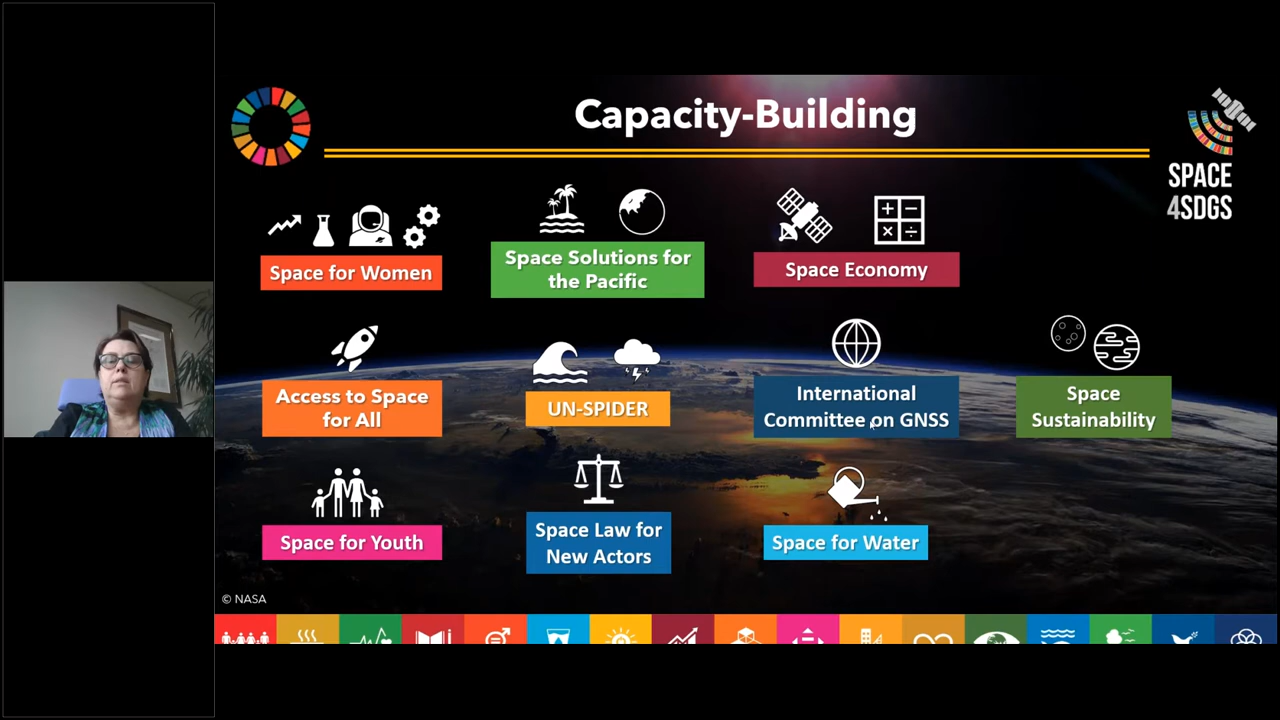 Capacity-Building
SPACE
4SDGS
Space for Women
Space Solutions for
the Pacific
Space Economy
Access to Space
for All
UN-SPIDER
International
Committee on GNSS
Space
Sustainability
Space for Youth
Space Law for
New Actors
Space for Water
© NASA